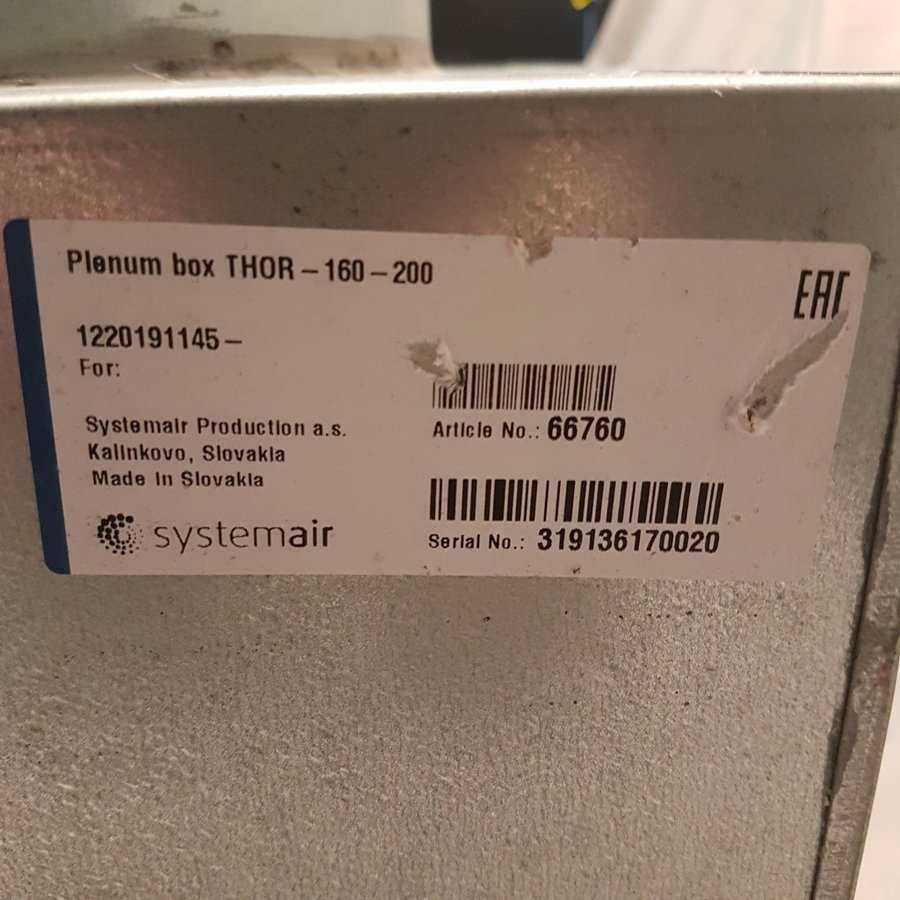 Plenum box THOR-160-200
EAC
1220191145-
For:
Systemair Production a.s.
Kalinkovo, Slovakia
Made in Slovakia
systemair
Article No.: 66760
Serial No.: 319136170020